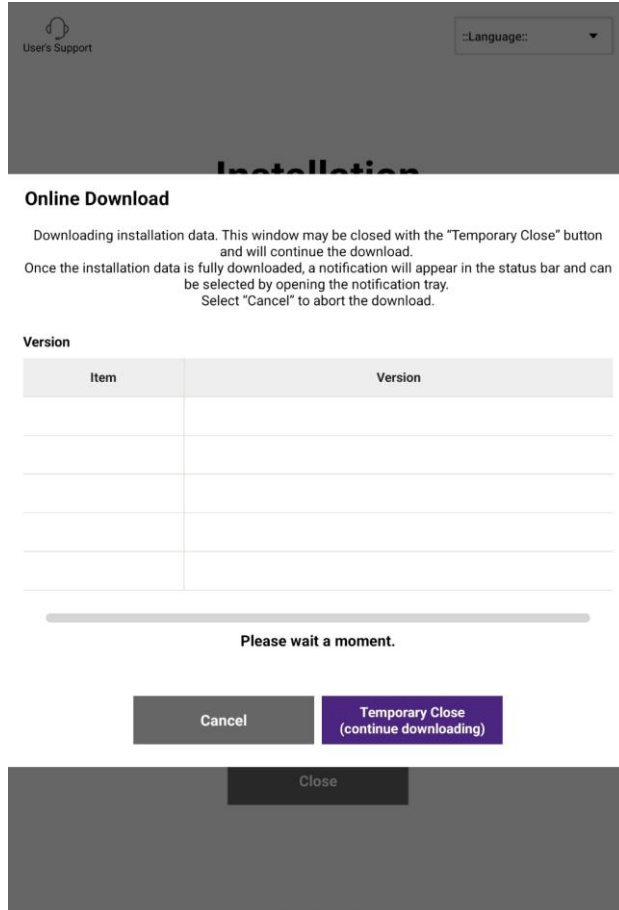 User's Support
::Language::
Installation
Online Download
Downloading installation data. This window may be closed with the "Temporary Close" button
and will continue the download.
Once the installation data is fully downloaded, a notification will appear in the status bar and can
be selected by opening the notification tray.
Select "Cancel" to abort the download.
Version
Item Version
Please wait a moment.
Cancel
Temporary Close
(continue downloading)
Close